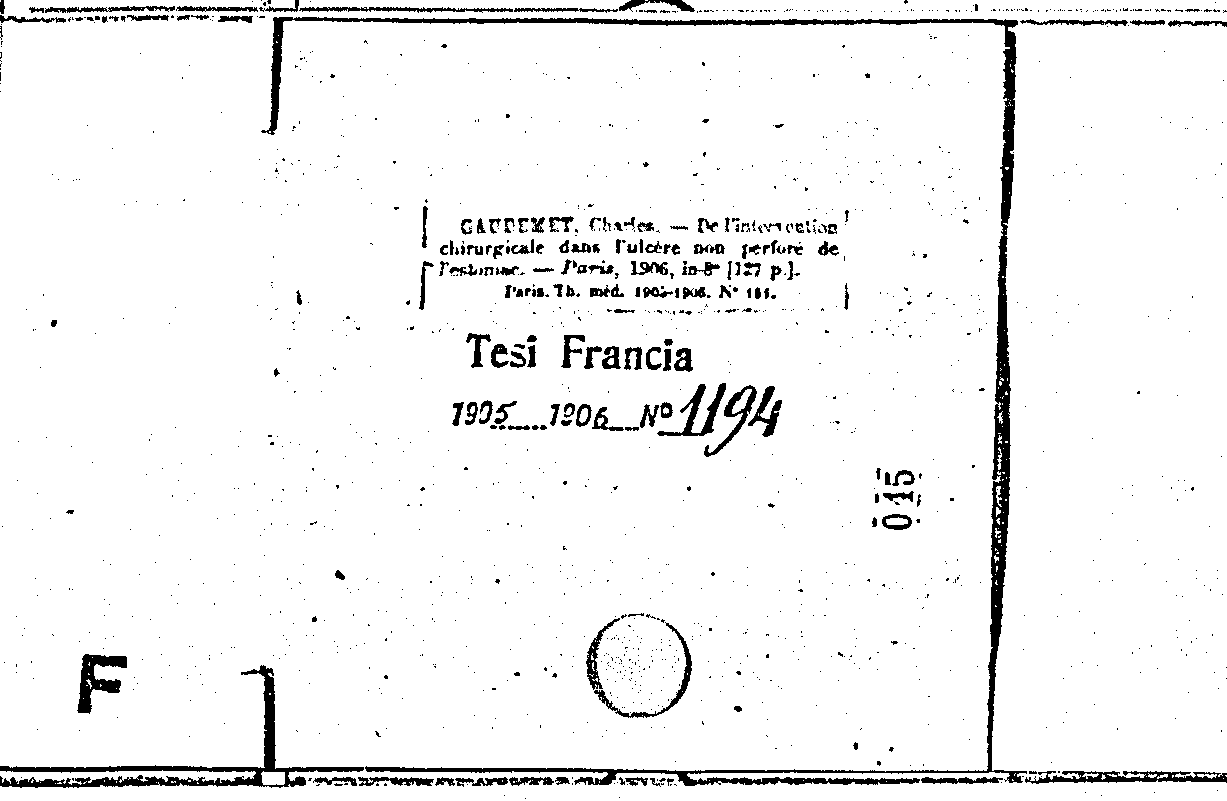 GAUDEMET, Charles. — De l'intervention
chirurgicale dans l'ulcère non perforé de
l'estomac. — Paris, 1906, in-8° [127 p.].
Paris. Th. méd. 1905-1906. N°
Tesi Francia
1905 1906 Nº 1194
015
F